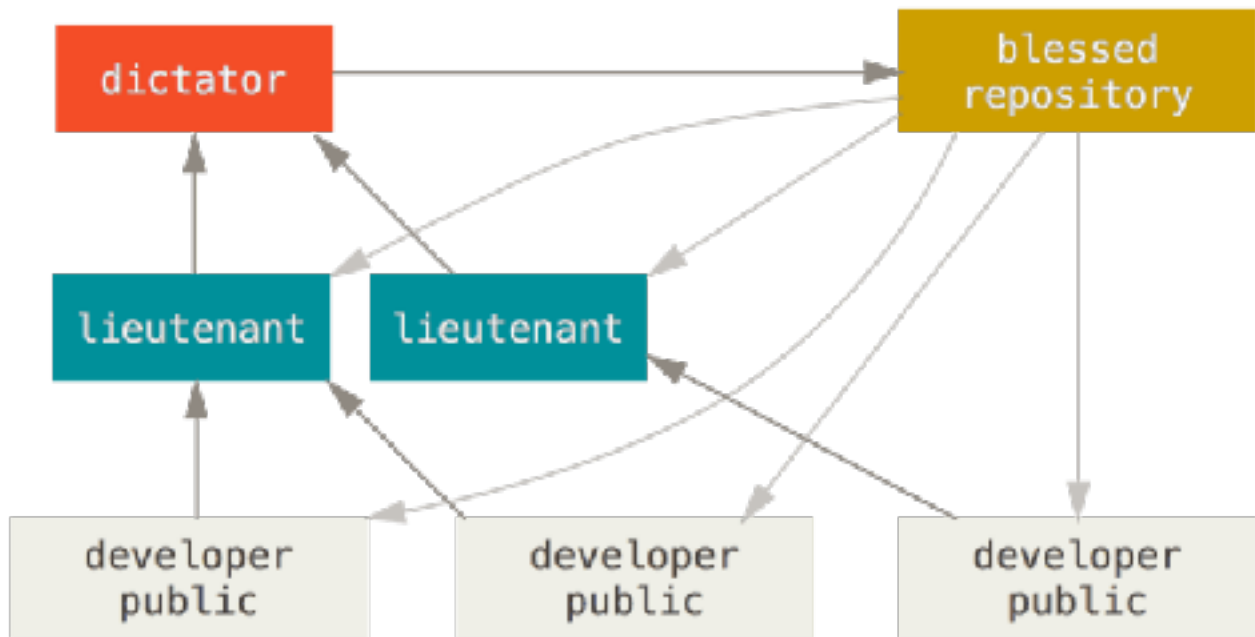 dictator
blessed
repository
lieutenant
lieutenant
developer
public
developer
public
developer
public